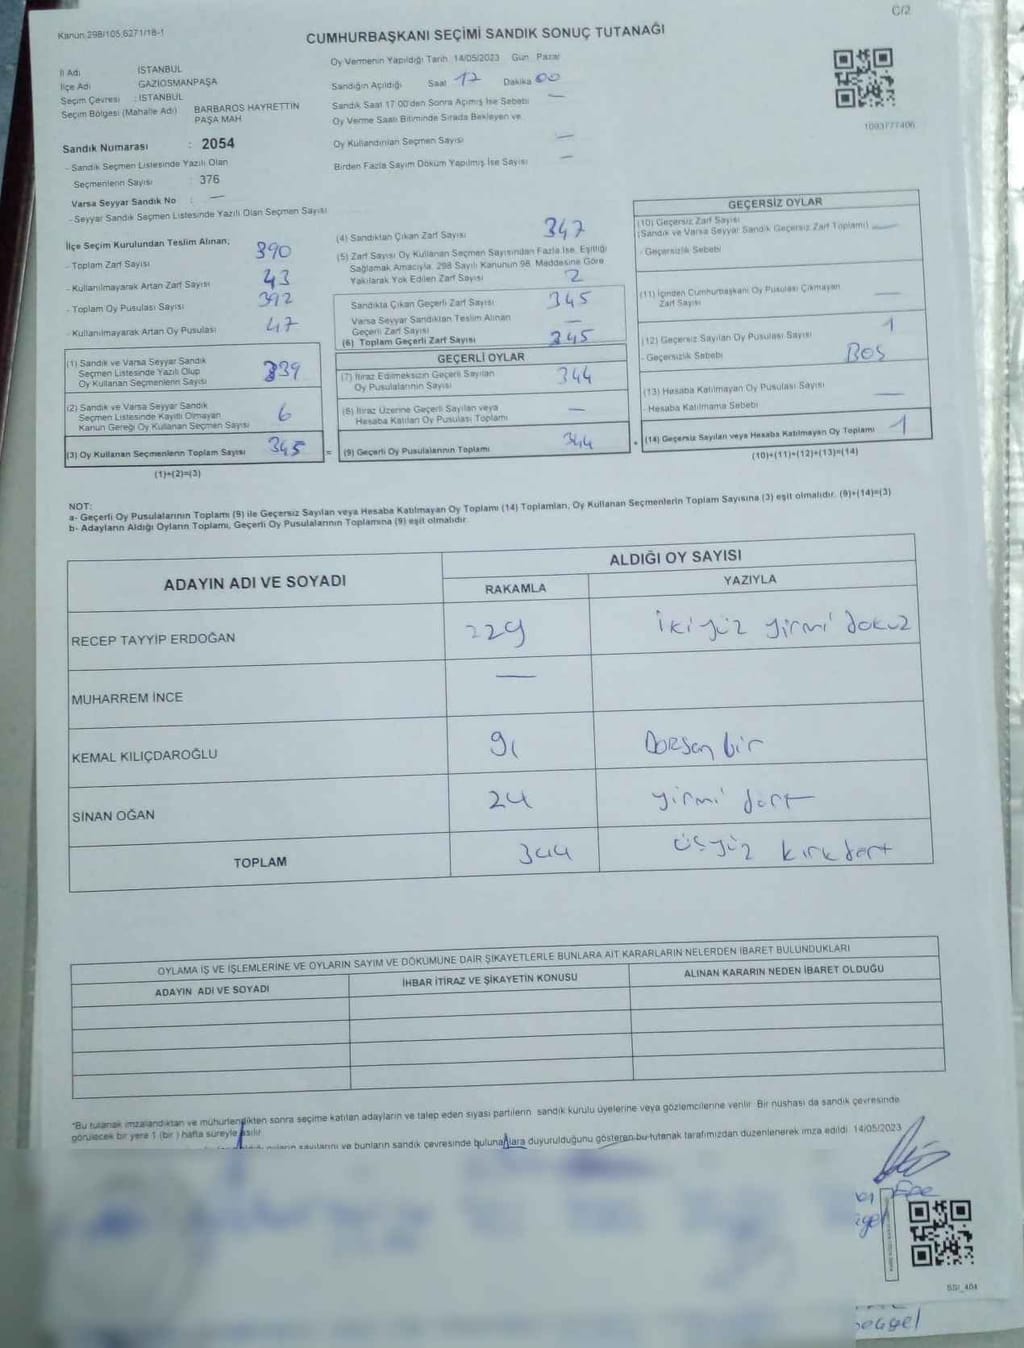 C/2
Kanun 298/105,6271/18-1
CUMHURBAŞKANI SEÇİMİ SANDIK SONUÇ TUTANAĞI
İl Adı : İSTANBUL
İlçe Adı : GAZİOSMANPAŞA
Seçim Çevresi : İSTANBUL
Seçim Bölgesi (Mahalle Adı) : BARBAROS HAYRETTİN
PAŞA MAH
Sandık Numarası : 2054
- Sandık Seçmen Listesinde Yazılı Olan
Seçmenlerin Sayısı : 376
Varsa Seyyar Sandık No : —
- Seyyar Sandık Seçmen Listesinde Yazılı Olan Seçmen Sayısı
Oy Vermenin Yapıldığı Tarih 14/05/2023 Gün Pazar
Sandığın Açıldığı Saat 17 Dakika 00
Sandık Saat 17 00'den Sonra Açımış İse Sebebi —
Oy Verme Saati Bitiminde Sırada Bekleyen ve
Oy Kullandırılan Seçmen Sayısı —
Birden Fazla Sayım Döküm Yapılmış İse Sayısı —
1093777406
İlçe Seçim Kurulundan Teslim Alınan;
- Toplam Zarf Sayısı 390
- Kullanılmayarak Artan Zarf Sayısı 43
- Toplam Oy Pusulası Sayısı 392
- Kullanılmayarak Artan Oy Pusulası 47
(1) Sandık ve Varsa Seyyar Sandık
Seçmen Listesinde Yazılı Olup
Oy Kullanan Seçmenlerin Sayısı 339
(2) Sandık ve Varsa Seyyar Sandık
Seçmen Listesinde Kayıtlı Olmayan
Kanun Gereği Oy Kullanan Seçmen Sayısı 6
(3) Oy Kullanan Seçmenlerin Toplam Sayısı 345
(1)+(2)=(3)
(4) Sandıktan Çıkan Zarf Sayısı 347
(5) Zarf Sayısı Oy Kullanan Seçmen Sayısından Fazla İse, Eşitliği
Sağlamak Amacıyla, 298 Sayılı Kanunun 98. Maddesine Göre
Yakılarak Yok Edilen Zarf Sayısı 2
Sandıkta Çıkan Geçerli Zarf Sayısı 345
Varsa Seyyar Sandıktan Teslim Alınan
Geçerli Zarf Sayısı —
(6) Toplam Geçerli Zarf Sayısı 345
GEÇERLİ OYLAR
(7) İtiraz Edilmeksizin Geçerli Sayılan
Oy Pusulalarının Sayısı 344
(8) İtiraz Üzerine Geçerli Sayılan veya
Hesaba Katılan Oy Pusulası Toplamı —
= (9) Geçerli Oy Pusulalarının Toplamı 344
GEÇERSİZ OYLAR
(10) Geçersiz Zarf Sayısı
(Sandık ve Varsa Seyyar Sandık Geçersiz Zarf Toplamı) —
- Geçersizlik Sebebi
(11) İçinden Cumhurbaşkanı Oy Pusulası Çıkmayan
Zarf Sayısı —
(12) Geçersiz Sayılan Oy Pusulası Sayısı 1
- Geçersizlik Sebebi BOŞ
(13) Hesaba Katılmayan Oy Pusulası Sayısı —
- Hesaba Katılmama Sebebi
+ (14) Geçersiz Sayılan veya Hesaba Katılmayan Oy Toplamı 1
(10)+(11)+(12)+(13)=(14)
NOT:
a- Geçerli Oy Pusulalarının Toplamı (9) ile Geçersiz Sayılan veya Hesaba Katılmayan Oy Toplamı (14) Toplamları, Oy Kullanan Seçmenlerin Toplam Sayısına (3) eşit olmalıdır. (9)+(14)=(3)
b- Adayların Aldığı Oyların Toplamı, Geçerli Oy Pusulalarının Toplamına (9) eşit olmalıdır
ADAYIN ADI VE SOYADI
ALDIĞI OY SAYISI
RAKAMLA YAZIYLA
RECEP TAYYİP ERDOĞAN 229 İkiyüz yirmi dokuz
MUHARREM İNCE —
KEMAL KILIÇDAROĞLU 91 Doksan bir
SİNAN OĞAN 24 yirmi dört
TOPLAM 344 üçyüz kırkdört
OYLAMA İŞ VE İŞLEMLERİNE VE OYLARIN SAYIM VE DÖKÜMÜNE DAİR ŞİKAYETLERLE BUNLARA AİT KARARLARIN NELERDEN İBARET BULUNDUKLARI
ADAYIN ADI VE SOYADI İHBAR İTİRAZ VE ŞİKAYETİN KONUSU ALINAN KARARIN NEDEN İBARET OLDUĞU
*Bu tutanak imzalandıktan ve mühürlendikten sonra seçime katılan adayların ve talep eden siyasi partilerin sandık kurulu üyelerine veya gözlemcilerine verilir Bir nüshası da sandık çevresinde
görülecek bir yere 1 (bir ) hafta süreyle asılır
oyların sayılarını ve bunların sandık çevresinde bulunanlara duyurulduğunu gösteren bu tutanak tarafımızdan düzenlenerek imza edildi 14/05/2023